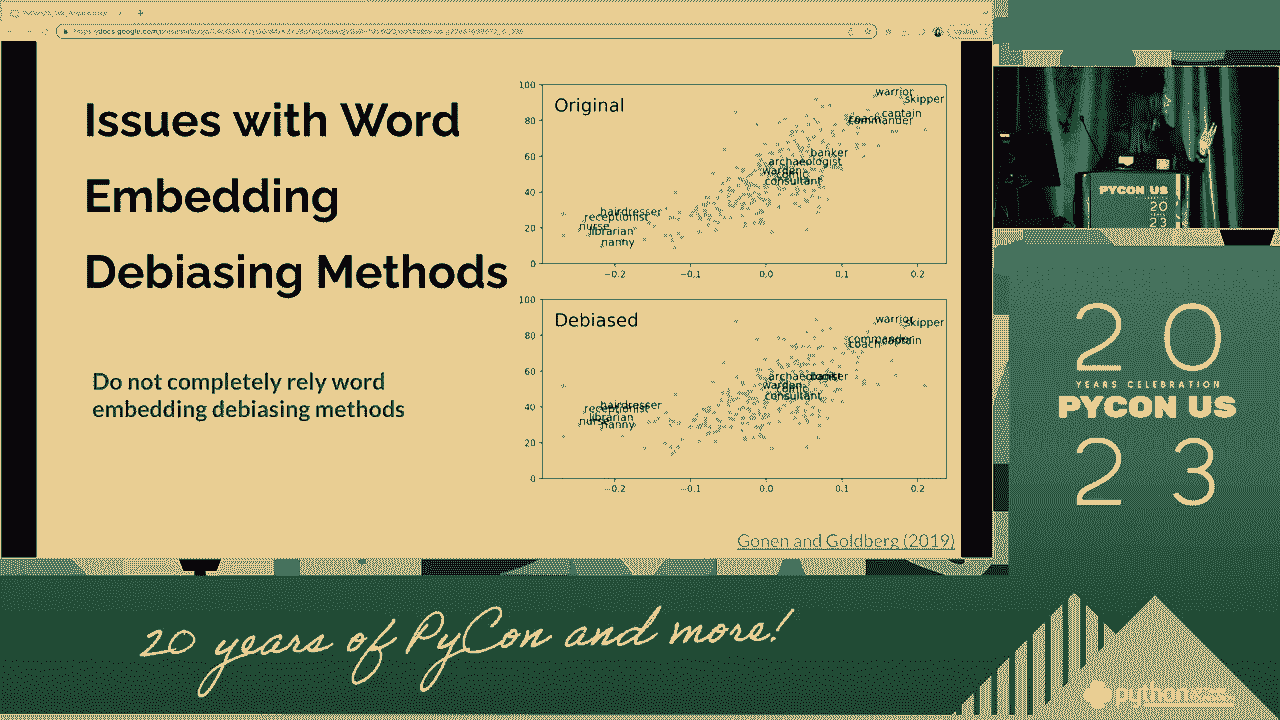 Issues with Word
Embedding
Debiasing Methods
Do not completely rely word
embedding debiasing methods
Original
100
80
60
40
20
0
−0.2
−0.1
0.0
0.1
0.2
warrior
skipper
captain
commander
banker
archaeologist
warden
consultant
hairdresser
receptionist
nurse
librarian
nanny
Debiased
100
80
60
40
20
0
−0.2
−0.1
0.0
0.1
0.2
warrior
skipper
commander
coach captain
archaeologist
warden
comic
consultant
hairdresser
receptionist
librarian
nurse
nanny
Gonen and Goldberg (2019)
PYCON US
20
23
20
YEARS CELEBRATION
PYCON US
23
20 years of PyCon and more!
python